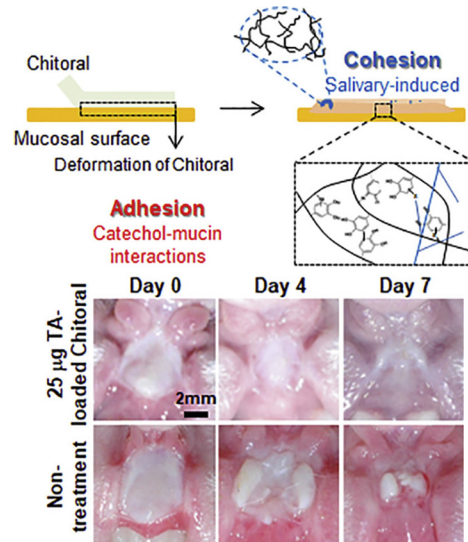 Chitoral
Cohesion
Salivary-induced
Mucosal surface
Deformation of Chitoral
Adhesion
Catechol-mucin
interactions
Day 0
Day 4
Day 7
25 µg TA-
loaded Chitoral
2mm
Non-
treatment